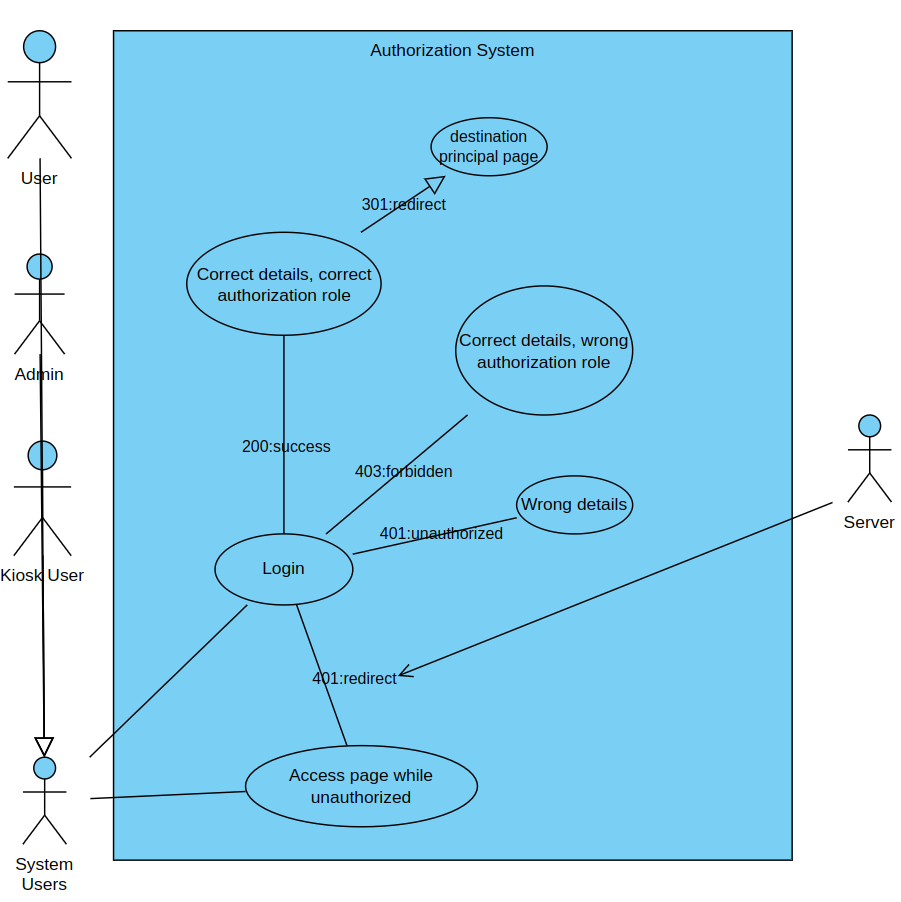 Authorization System
destination
principal page
User
301:redirect
Correct details, correct
authorization role
Correct details, wrong
authorization role
Admin
200:success
403:forbidden
Wrong details
Server
401:unauthorized
Login
Kiosk User
401:redirect
Access page while
unauthorized
System
Users